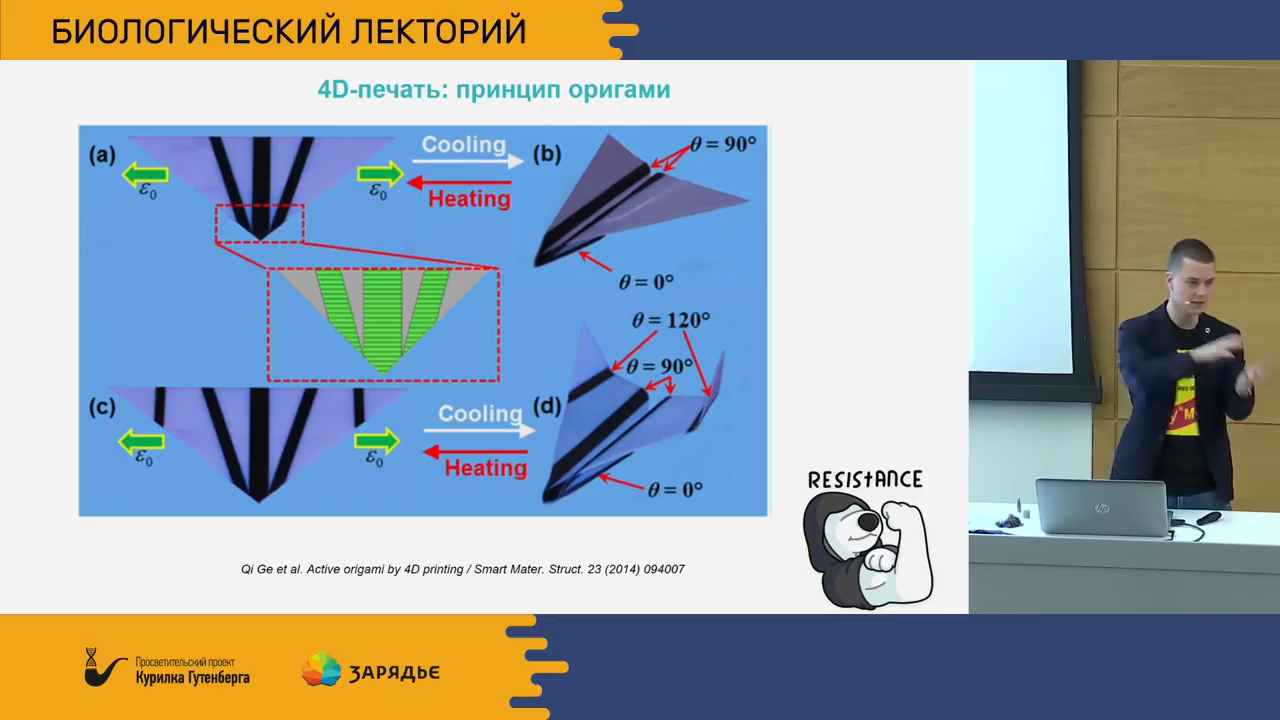 БИОЛОГИЧЕСКИЙ ЛЕКТОРИЙ
4D-печать: принцип оригами
(a)
ε₀
ε₀
Cooling
Heating
(b)
θ = 90°
θ = 0°
(c)
ε₀
ε₀
Cooling
Heating
(d)
θ = 120°
θ = 90°
θ = 0°
RESISTANCE
Qi Ge et al. Active origami by 4D printing / Smart Mater. Struct. 23 (2014) 094007
hp
Просветительский проект
Курилка Гутенберга
ЗАРЯДЬЕ